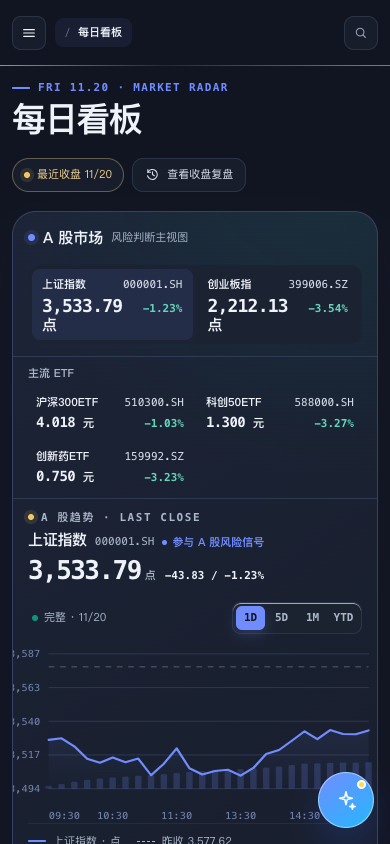 / 每日看板
FRI 11.20 · MARKET RADAR
每日看板
最近收盘 11/20
查看收盘复盘
A 股市场 风险判断主视图
上证指数 000001.SH
3,533.79 点 -1.23%
创业板指 399006.SZ
2,212.13 点 -3.54%
主流 ETF
沪深300ETF 510300.SH
4.018 元 -1.03%
科创50ETF 588000.SH
1.300 元 -3.27%
创新药ETF 159992.SZ
0.750 元 -3.23%
A 股趋势 · LAST CLOSE
上证指数 000001.SH 参与 A 股风险信号
3,533.79 点 -43.83 / -1.23%
完整 · 11/20
1D 5D 1M YTD
,587
,563
,540
,517
,494
09:30 10:30 11:30 13:30 14:30
上证指数 · 点 ---- 昨收 3,577.62